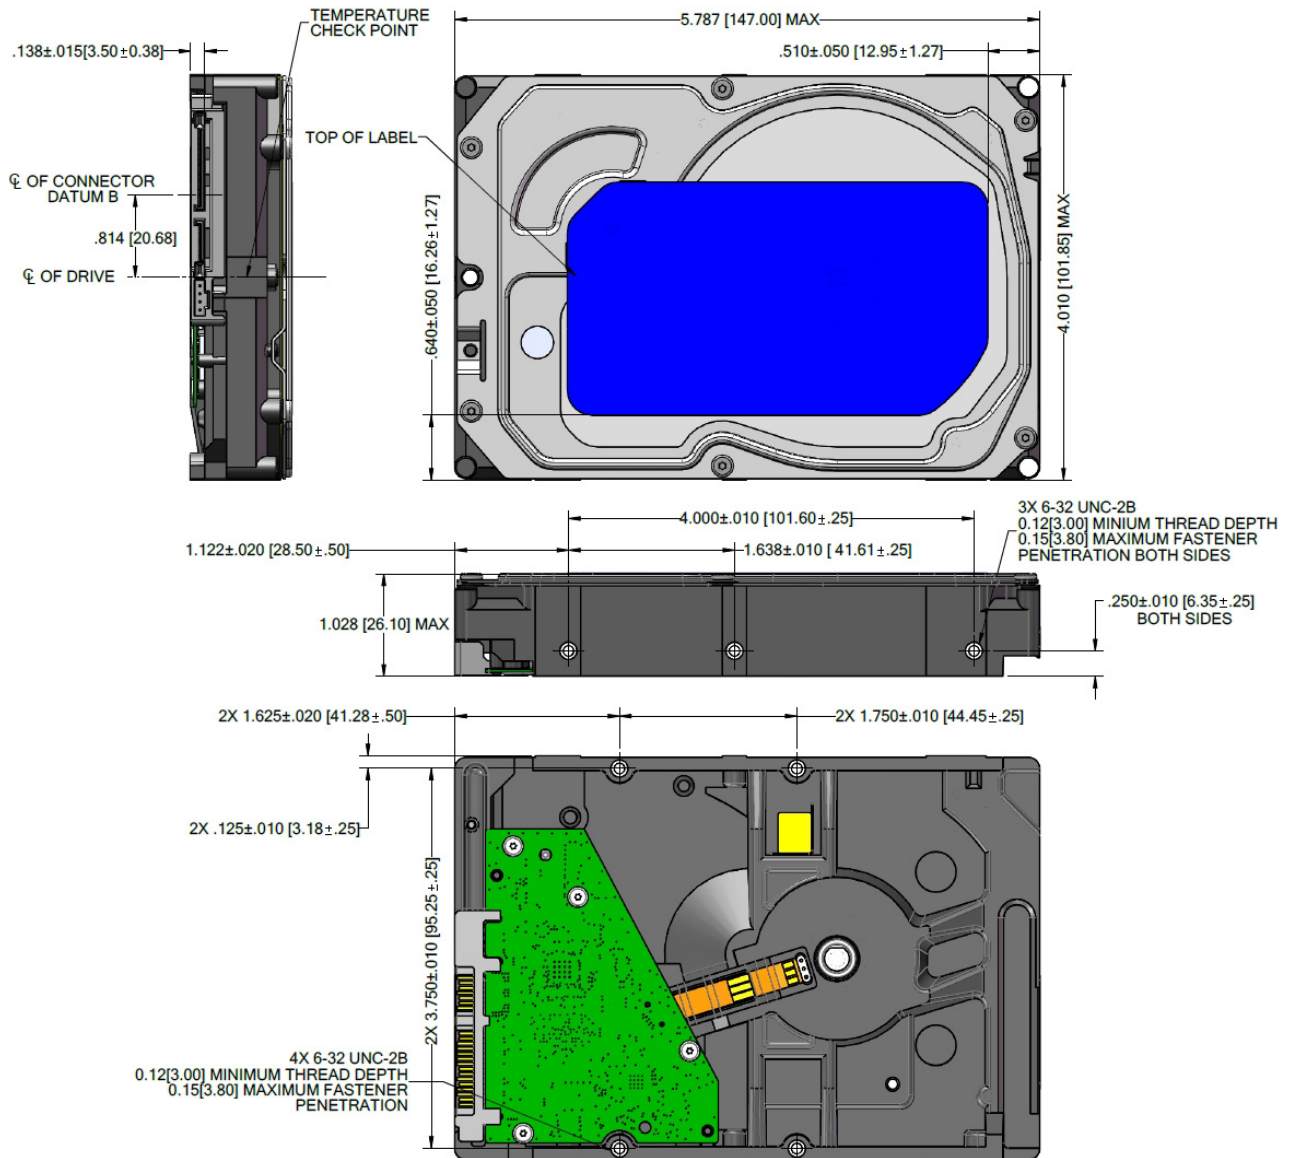 TEMPERATURE
CHECK POINT
5.787 [147.00] MAX
.138±.015[3.50±0.38]
.510±.050 [12.95±1.27]
TOP OF LABEL
℄ OF CONNECTOR
DATUM B
.814 [20.68]
℄ OF DRIVE
.640±.050 [16.26±1.27]
4.010 [101.85] MAX
4.000±.010 [101.60±.25]
3X 6-32 UNC-2B
0.12[3.00] MINIUM THREAD DEPTH
0.15[3.80] MAXIMUM FASTENER
PENETRATION BOTH SIDES
1.122±.020 [28.50±.50]
1.638±.010 [ 41.61±.25]
1.028 [26.10] MAX
.250±.010 [6.35±.25]
BOTH SIDES
2X 1.625±.020 [41.28±.50]
2X 1.750±.010 [44.45±.25]
2X .125±.010 [3.18±.25]
2X 3.750±.010 [95.25±.25]
4X 6-32 UNC-2B
0.12[3.00] MINIMUM THREAD DEPTH
0.15[3.80] MAXIMUM FASTENER
PENETRATION